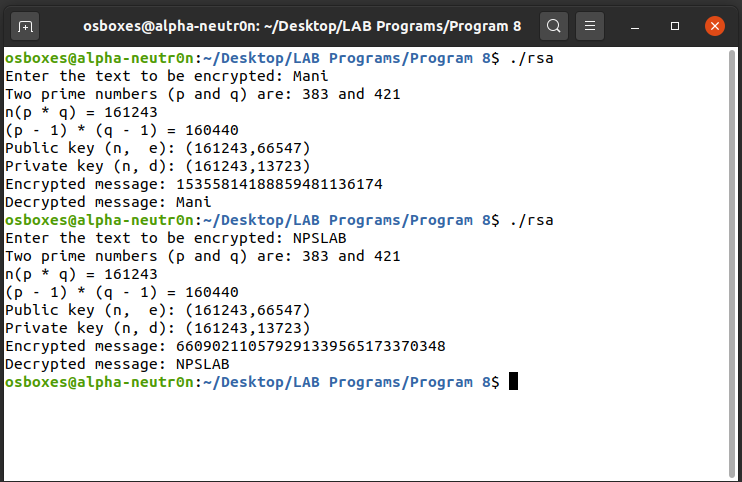 osboxes@alpha-neutr0n: ~/Desktop/LAB Programs/Program 8
osboxes@alpha-neutr0n:~/Desktop/LAB Programs/Program 8$ ./rsa
Enter the text to be encrypted: Mani
Two prime numbers (p and q) are: 383 and 421
n(p * q) = 161243
(p - 1) * (q - 1) = 160440
Public key (n,  e): (161243,66547)
Private key (n, d): (161243,13723)
Encrypted message: 15355814188859481136174
Decrypted message: Mani
osboxes@alpha-neutr0n:~/Desktop/LAB Programs/Program 8$ ./rsa
Enter the text to be encrypted: NPSLAB
Two prime numbers (p and q) are: 383 and 421
n(p * q) = 161243
(p - 1) * (q - 1) = 160440
Public key (n,  e): (161243,66547)
Private key (n, d): (161243,13723)
Encrypted message: 660902110579291339565173370348
Decrypted message: NPSLAB
osboxes@alpha-neutr0n:~/Desktop/LAB Programs/Program 8$